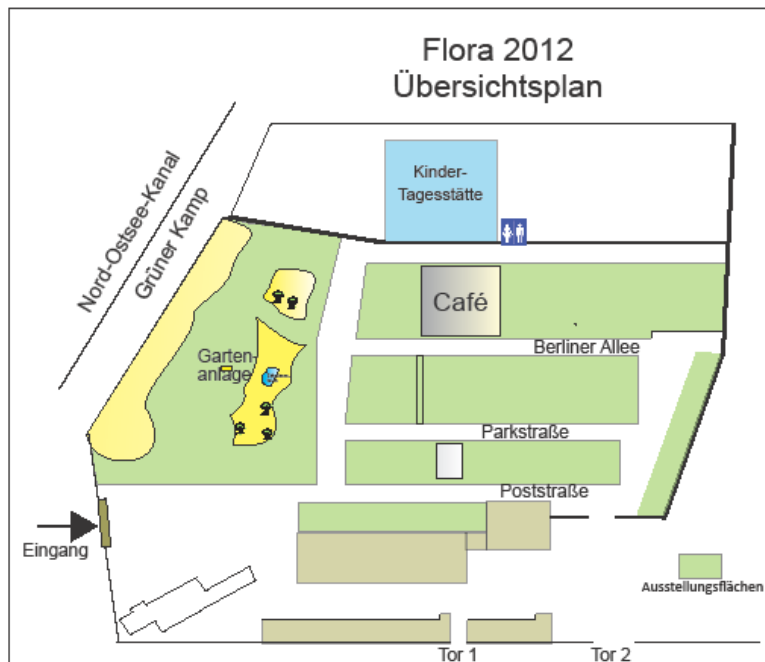 Flora 2012
Übersichtsplan
Nord-Ostsee-Kanal
Grüner Kamp
Kinder-
Tagesstätte
Café
Garten-
anlage
Berliner Allee
Parkstraße
Poststraße
Eingang
Ausstellungsflächen
Tor 1
Tor 2